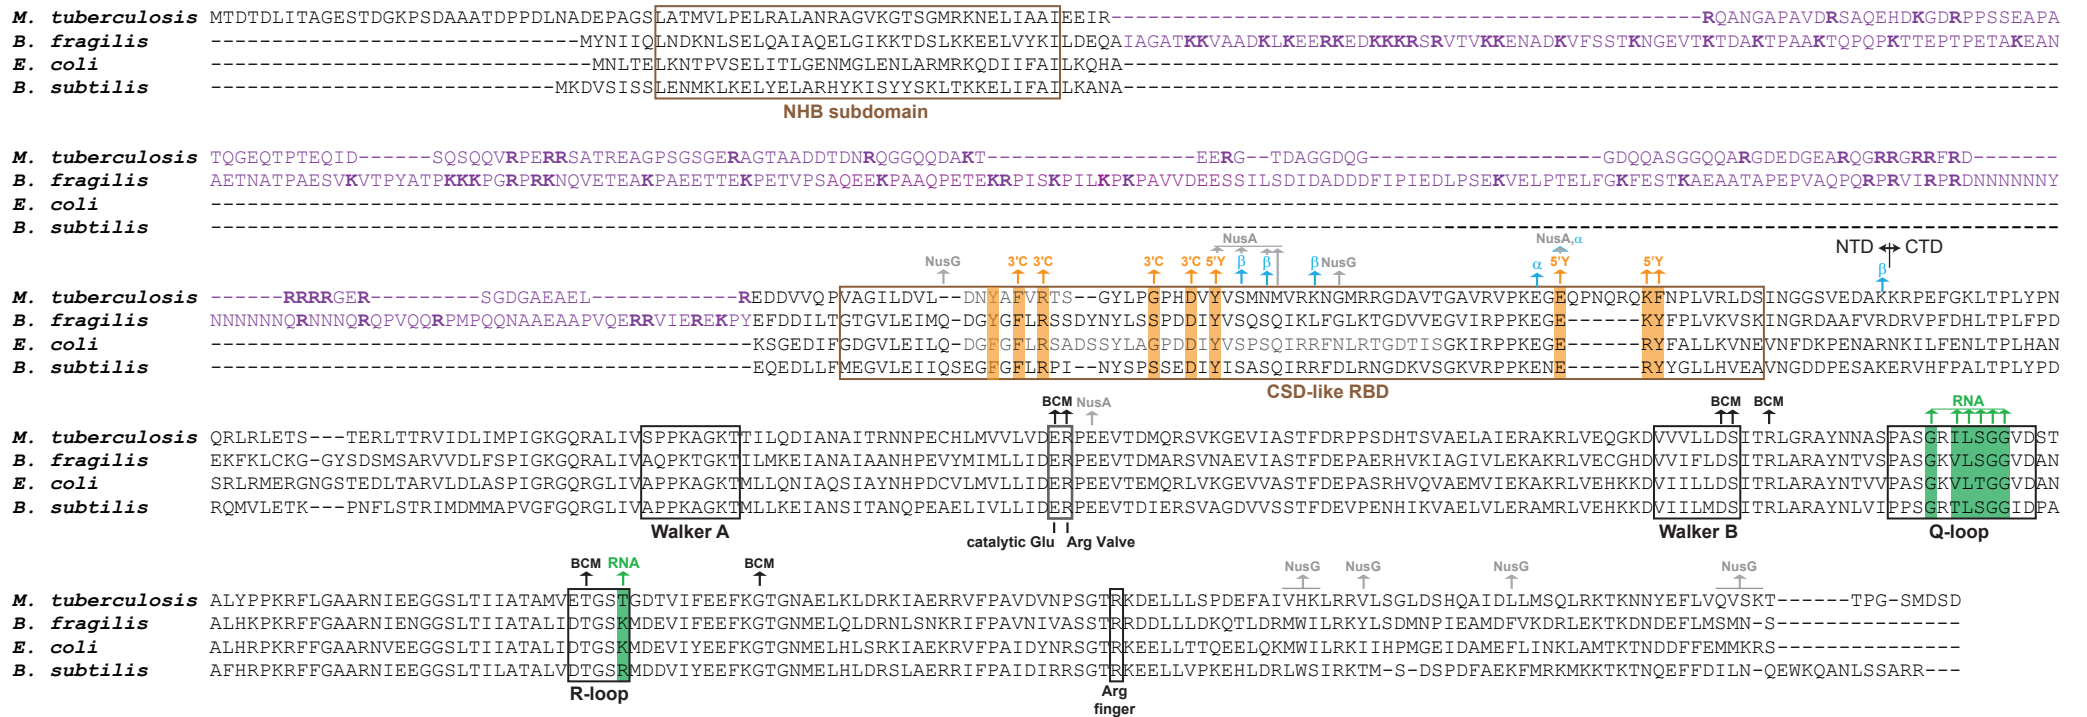 M. tuberculosis MTDTDLITAGESTDGKPSDAAATDPPDLNADEPAGSLATMVLPELRALANRAGVKGTSGMRKNELIAAIEEIR------------------------------------------------RQANGAPAVDRSAQEHDKGDRPPSSEAPA
B. fragilis ------------------------------MYNIIQLNDKNLSELQAIAQELGIKKTDSLKKEELVYKILDEQAIAGATKKVAADKLKEERKEDKKKRSRVTVKKENADKVFSSTKNGEVTKTDAKTPAAKTQPQPKTTEPTPETAKEAN
E. coli -------------------------------MNLTELKNTPVSELITLGENMGLENLARMRKQDIIFAILKQHA----------------------------------------------------------------------------
B. subtilis ----------------------------MKDVSISSLENMKLKELYELARHYKISYYSKLTKKELIFAILKANA----------------------------------------------------------------------------
NHB subdomain
M. tuberculosis TQGEQTPTEQID------SQSQQVRPERRSATREAGPSGSGERAGTAADDTDNRQGGQQDAKT-----------------EERG--TDAGGDQG-------------------GDQQASGGQQARGDEDGEARQGRRGRRFRD-------
B. fragilis AETNATPAESVKVTPYATPKKKPGRPRKNQVETEAKPAEETTEKPETVPSAQEEKPAAQPETEKRPISKPILKPKPAVVDEESSILSDIDADDDFIPIEDLPSEKVELPTELFGKFESTKAEAATAPEPVAQPQRPRVIRPRDNNNNNNY
E. coli ------------------------------------------------------------------------------------------------------------------------------------------------------
B. subtilis ------------------------------------------------------------------------------------------------------------------------------------------------------
NusA NusA,α NTD CTD
NusG 3'C 3'C 3'C 3'C 5'Y β β β NusG α 5'Y 5'Y β
M. tuberculosis ------RRRRGER---------SGDGAEAEL------------REDDVVQPVAGILDVL--DNYAFVRTS--GYLPGPHDVYVSMNMVRKNGMRRGDAVTGAVRVPKEGEQPNQRQKFNPLVRLDSINGGSVEDAKKRPEFGKLTPLYPN
B. fragilis NNNNNNQRNNNQRQPVQQRPMPQQNAAEAAPVQERRVIEREKPYEFDDILTGTGVLEIMQ-DGYGFLRSSDYNYLSSPDDIYVSQSQIKLFGLKTGDVVEGVIRPPKEGE------KYFPLVKVSKINGRDAAFVRDRVPFDHLTPLFPD
E. coli --------------------------------------------KSGEDIFGDGVLEILQ-DGFGFLRSADSSYLAGPDDIYVSPSQIRRFNLRTGDTISGKIRPPKEGE------RYFALLKVNEVNFDKPENARNKILFENLTPLHAN
B. subtilis --------------------------------------------EQEDLLFMEGVLEIIQSEGFGFLRPI--NYSPSSEDIYISASQIRRFDLRNGDKVSGKVRPPKENE------RYYGLLHVEAVNGDDPESAKERVHFPALTPLYPD
CSD-like RBD
BCM NusA BCM BCM RNA
M. tuberculosis QRLRLETS---TERLTTRVIDLIMPIGKGQRALIVSPPKAGKTTILQDIANAITRNNPECHLMVVLVDERPEEVTDMQRSVKGEVIASTFDRPPSDHTSVAELAIERAKRLVEQGKDVVVLLDSITRLGRAYNNASPASGRILSGGVDST
B. fragilis EKFKLCKG-GYSDSMSARVVDLFSPIGKGQRGLIVAQPKTGKTILMKEIANAIAANHPEVYMIMLLIDERPEEVTDMARSVNAEVIASTFDEPAERHVKIAGIVLEKAKRLVECGHDVVIFLDSITRLARAYNTVSPASGKVLSGGVDAN
E. coli SRLRMERGNGSTEDLTARVLDLASPIGRGQRGLIVAPPKAGKTMLLQNIAQSIAYNHPDCVLMVLLIDERPEEVTEMQRLVKGEVVASTFDEPASRHVQVAEMVIEKAKRLVEHKKDVIILLDSITRLARAYNTVVPASGKVLTGGVDAN
B. subtilis RQMVLETK---PNFLSTRIMDMMAPVGFGQRGLIVAPPKAGKTMLLKEIANSITANQPEAELIVLLIDERPEEVTDIERSVAGDVVSSTFDEVPENHIKVAELVLERAMRLVEHKKDVIILMDSITRLARAYNLVIPPSGRTLSGGIDPA
Walker A catalytic Glu Arg Valve Walker B Q-loop
BCM RNA BCM NusG NusG NusG NusG
M. tuberculosis ALYPPKRFLGAARNIEEGGSLTIIATAMVETGSTGDTVIFEEFKGTGNAELKLDRKIAERRVFPAVDVNPSGTRKDELLLSPDEFAIVHKLRRVLSGLDSHQAIDLLMSQLRKTKNNYEFLVQVSKT------TPG-SMDSD
B. fragilis ALHKPKRFFGAARNIENGGSLTIIATALIDTGSKMDEVIFEEFKGTGNMELQLDRNLSNKRIFPAVNIVASSTRRDDLLLDKQTLDRMWILRKYLSDMNPIEAMDFVKDRLEKTKDNDEFLMSMN-S---------------
E. coli ALHRPKRFFGAARNVEEGGSLTIIATALIDTGSKMDEVIYEEFKGTGNMELHLSRKIAEKRVFPAIDYNRSGTRKEELLTTQEELQKMWILRKIIHPMGEIDAMEFLINKLAMTKTNDDFFEMMKRS---------------
B. subtilis AFHRPKRFFGAARNIEEGGSLTILATALVDTGSRMDDVIYEEFKGTGNMELHLDRSLAERRIFPAIDIRRSGTRKEELLVPKEHLDRLWSIRKTM-S-DSPDFAEKFMRKMKKTKTNQEFFDILN-QEWKQANLSSARR---
R-loop Arg
finger